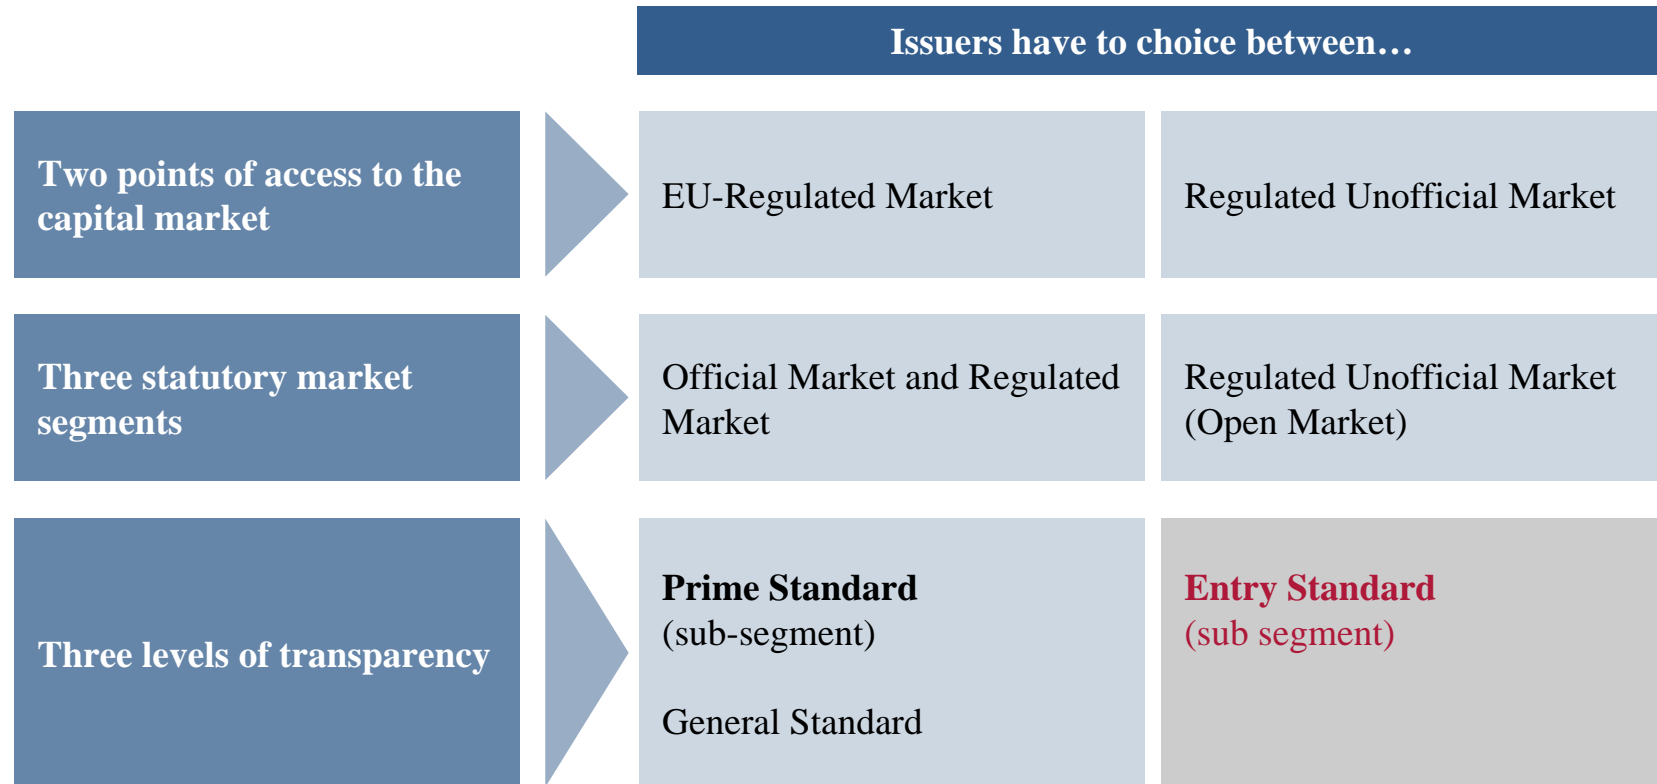 Issuers have to choice between…
Two points of access to the
capital market
EU-Regulated Market
Regulated Unofficial Market
Three statutory market
segments
Official Market and Regulated
Market
Regulated Unofficial Market
(Open Market)
Three levels of transparency
Prime Standard
(sub-segment)
General Standard
Entry Standard
(sub segment)